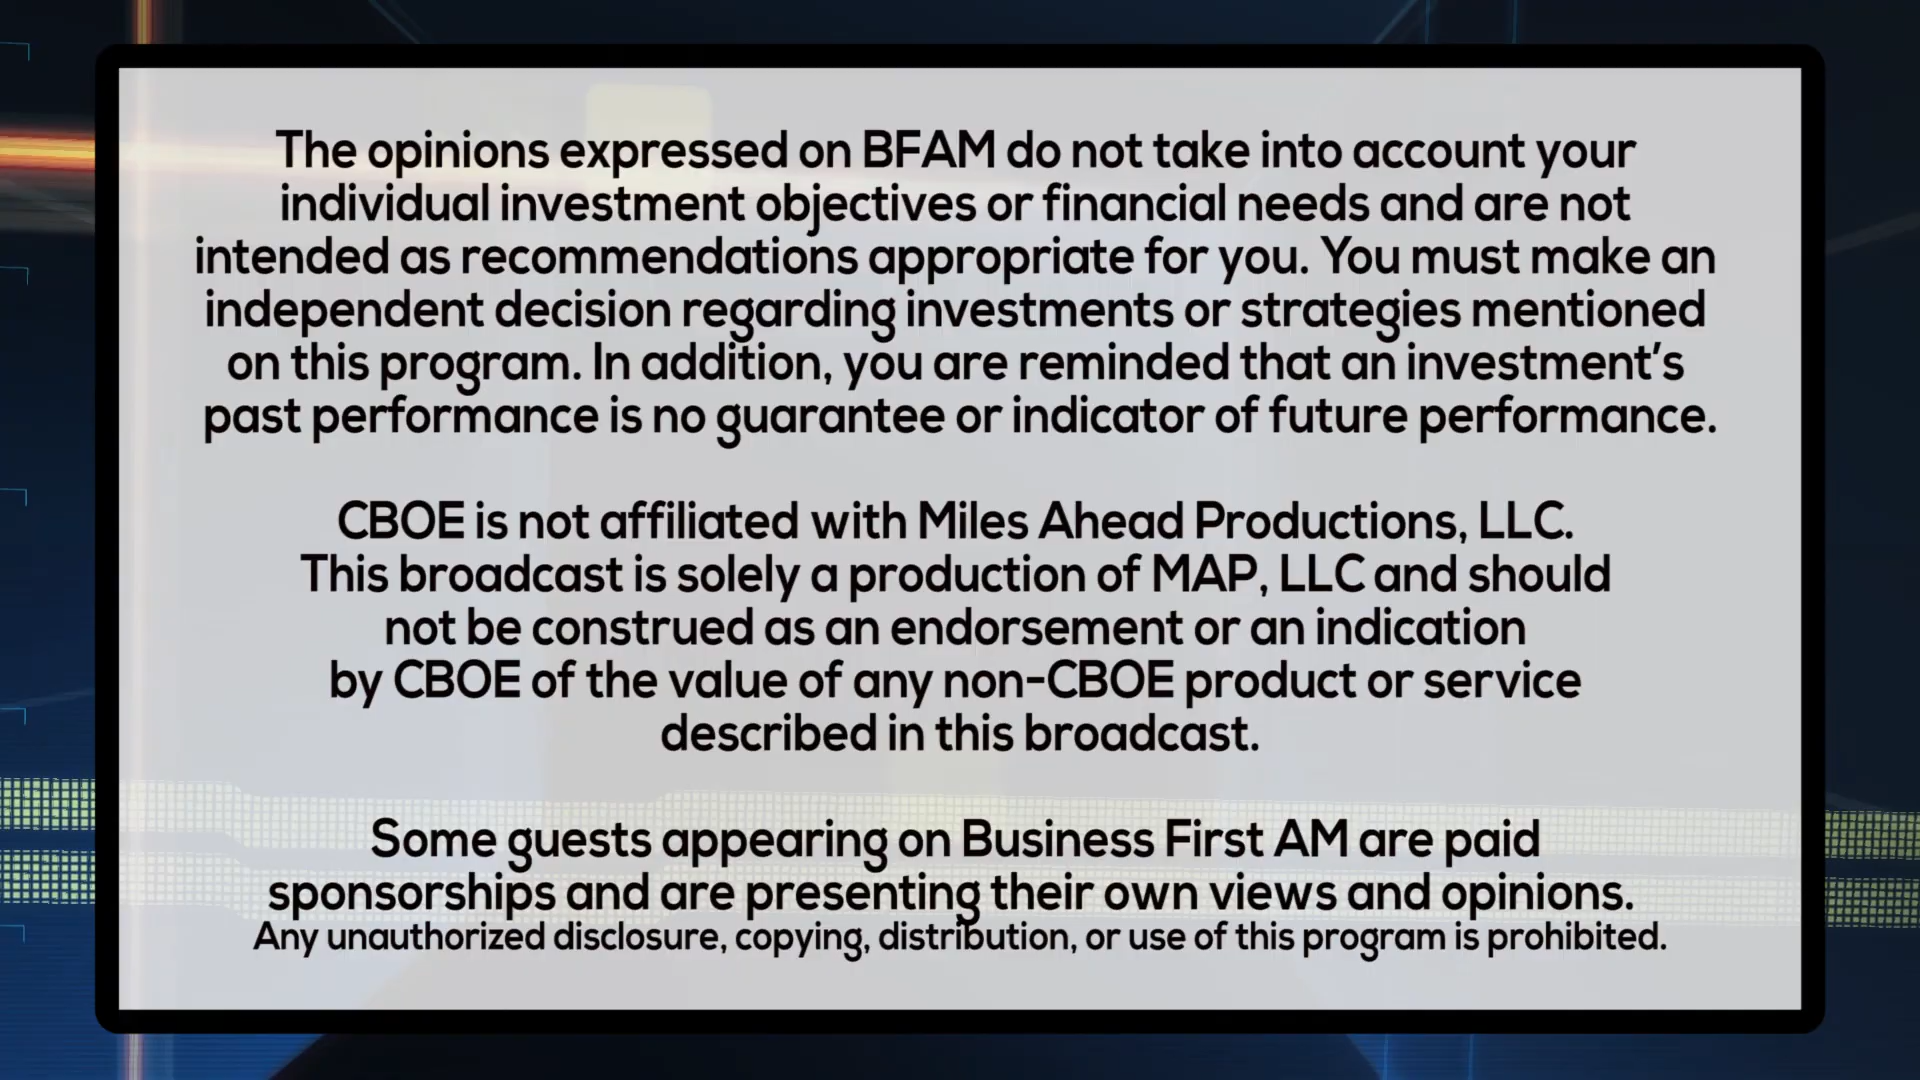 The opinions expressed on BFAM do not take into account your
individual investment objectives or financial needs and are not
intended as recommendations appropriate for you. You must make an
independent decision regarding investments or strategies mentioned
on this program. In addition, you are reminded that an investment’s
past performance is no guarantee or indicator of future performance.
CBOE is not affiliated with Miles Ahead Productions, LLC.
This broadcast is solely a production of MAP, LLC and should
not be construed as an endorsement or an indication
by CBOE of the value of any non-CBOE product or service
described in this broadcast.
Some guests appearing on Business First AM are paid
sponsorships and are presenting their own views and opinions.
Any unauthorized disclosure, copying, distribution, or use of this program is prohibited.